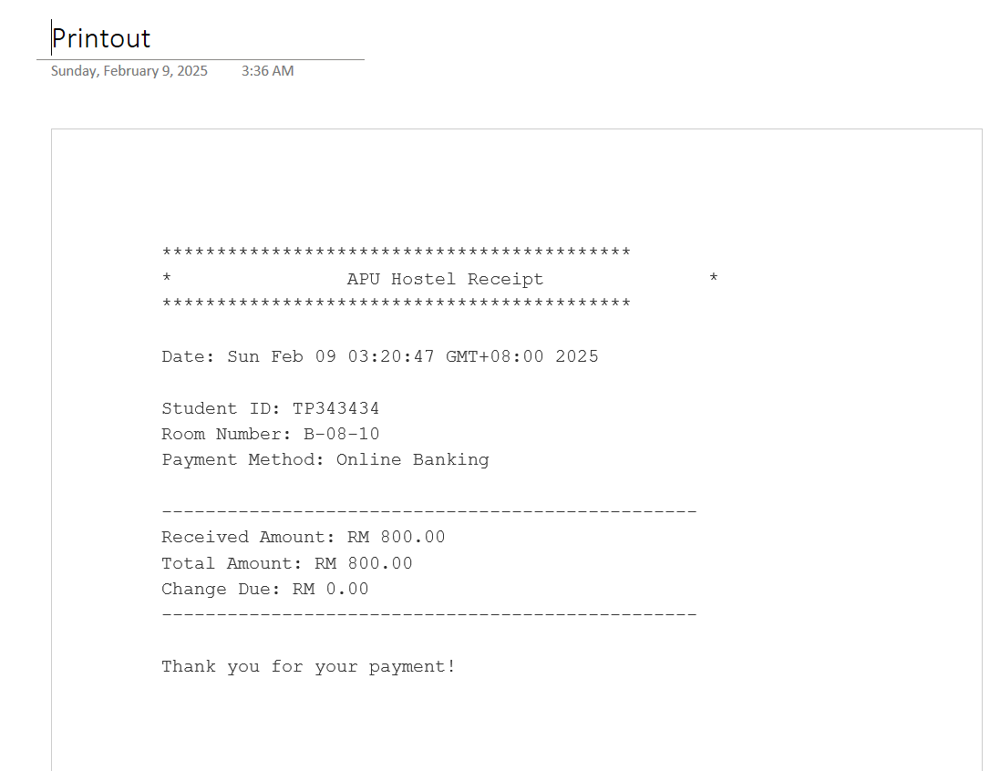 Printout
Sunday, February 9, 2025 3:36 AM
*******************************************
* APU Hostel Receipt *
*******************************************
Date: Sun Feb 09 03:20:47 GMT+08:00 2025
Student ID: TP343434
Room Number: B-08-10
Payment Method: Online Banking
-------------------------------------------------
Received Amount: RM 800.00
Total Amount: RM 800.00
Change Due: RM 0.00
-------------------------------------------------
Thank you for your payment!